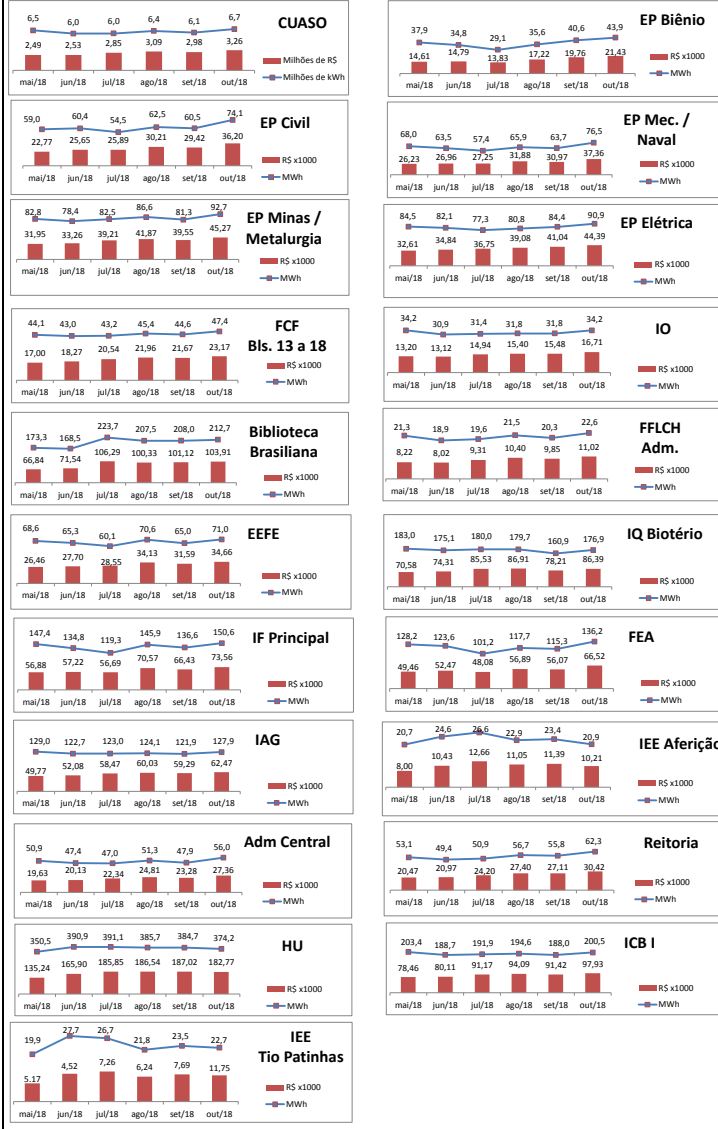 CUASO
6,5 6,0 6,0 6,4 6,1 6,7
2,49 2,53 2,85 3,09 2,98 3,26
Milhões de R$
Milhões de kWh
mai/18 jun/18 jul/18 ago/18 set/18 out/18
EP Biênio
37,9 34,8 29,1 35,6 40,6 43,9
14,61 14,79 13,83 17,22 19,76 21,43
R$ x1000
MWh
mai/18 jun/18 jul/18 ago/18 set/18 out/18
EP Civil
59,0 60,4 54,5 62,5 60,5 74,1
22,77 25,65 25,89 30,21 29,42 36,20
R$ x1000
MWh
mai/18 jun/18 jul/18 ago/18 set/18 out/18
EP Mec. /
Naval
68,0 63,5 57,4 65,9 63,7 76,5
26,23 26,96 27,25 31,88 30,97 37,36
R$ x1000
MWh
mai/18 jun/18 jul/18 ago/18 set/18 out/18
EP Minas /
Metalurgia
82,8 78,4 82,5 86,6 81,3 92,7
31,95 33,26 39,21 41,87 39,55 45,27
R$ x1000
MWh
mai/18 jun/18 jul/18 ago/18 set/18 out/18
EP Elétrica
84,5 82,1 77,3 80,8 84,4 90,9
32,61 34,84 36,75 39,08 41,04 44,39
R$ x1000
MWh
mai/18 jun/18 jul/18 ago/18 set/18 out/18
FCF
Bls. 13 a 18
44,1 43,0 43,2 45,4 44,6 47,4
17,00 18,27 20,54 21,96 21,67 23,17
R$ x1000
MWh
mai/18 jun/18 jul/18 ago/18 set/18 out/18
IO
34,2 30,9 31,4 31,8 31,8 34,2
13,20 13,12 14,94 15,40 15,48 16,71
R$ x1000
MWh
mai/18 jun/18 jul/18 ago/18 set/18 out/18
Biblioteca
Brasiliana
173,3 168,5 223,7 207,5 208,0 212,7
66,84 71,54 106,29 100,33 101,12 103,91
R$ x1000
MWh
mai/18 jun/18 jul/18 ago/18 set/18 out/18
FFLCH
Adm.
21,3 18,9 19,6 21,5 20,3 22,6
8,22 8,02 9,31 10,40 9,85 11,02
R$ x1000
MWh
mai/18 jun/18 jul/18 ago/18 set/18 out/18
EEFE
68,6 65,3 60,1 70,6 65,0 71,0
26,46 27,70 28,55 34,13 31,59 34,66
R$ x1000
MWh
mai/18 jun/18 jul/18 ago/18 set/18 out/18
IQ Biotério
183,0 175,1 180,0 179,7 160,9 176,9
70,58 74,31 85,53 86,91 78,21 86,39
R$ x1000
MWh
mai/18 jun/18 jul/18 ago/18 set/18 out/18
IF Principal
147,4 134,8 119,3 145,9 136,6 150,6
56,88 57,22 56,69 70,57 66,43 73,56
R$ x1000
MWh
mai/18 jun/18 jul/18 ago/18 set/18 out/18
FEA
128,2 123,6 101,2 117,7 115,3 136,2
49,46 52,47 48,08 56,89 56,07 66,52
R$ x1000
MWh
mai/18 jun/18 jul/18 ago/18 set/18 out/18
IAG
129,0 122,7 123,0 124,1 121,9 127,9
49,77 52,08 58,47 60,03 59,29 62,47
R$ x1000
MWh
mai/18 jun/18 jul/18 ago/18 set/18 out/18
IEE Aferição
20,7 24,6 26,6 22,9 23,4 20,9
8,00 10,43 12,66 11,05 11,39 10,21
R$ x1000
MWh
mai/18 jun/18 jul/18 ago/18 set/18 out/18
Adm Central
50,9 47,4 47,0 51,3 47,9 56,0
19,63 20,13 22,34 24,81 23,28 27,36
R$ x1000
MWh
mai/18 jun/18 jul/18 ago/18 set/18 out/18
Reitoria
53,1 49,4 50,9 56,7 55,8 62,3
20,47 20,97 24,20 27,40 27,11 30,42
R$ x1000
MWh
mai/18 jun/18 jul/18 ago/18 set/18 out/18
HU
350,5 390,9 391,1 385,7 384,7 374,2
135,24 165,90 185,85 186,54 187,02 182,77
R$ x1000
MWh
mai/18 jun/18 jul/18 ago/18 set/18 out/18
ICB I
203,4 188,7 191,9 194,6 188,0 200,5
78,46 80,11 91,17 94,09 91,42 97,93
R$ x1000
MWh
mai/18 jun/18 jul/18 ago/18 set/18 out/18
IEE
Tio Patinhas
19,9 27,7 26,7 21,8 23,5 22,7
5,17 4,52 7,26 6,24 7,69 11,75
R$ x1000
MWh
mai/18 jun/18 jul/18 ago/18 set/18 out/18